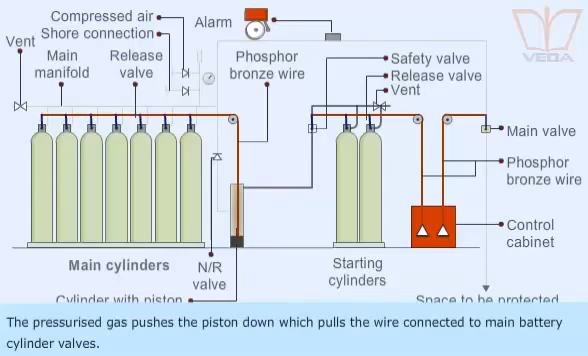 Compressed air
Shore connection
Vent
Main
manifold
Release
valve
Alarm
Phosphor
bronze wire
Safety valve
Release valve
Vent
VEDA
Main valve
Phosphor
bronze wire
Control
cabinet
Main cylinders
N/R
valve
Starting
cylinders
Cylinder with piston
Space to be protected
The pressurised gas pushes the piston down which pulls the wire connected to main battery
cylinder valves.